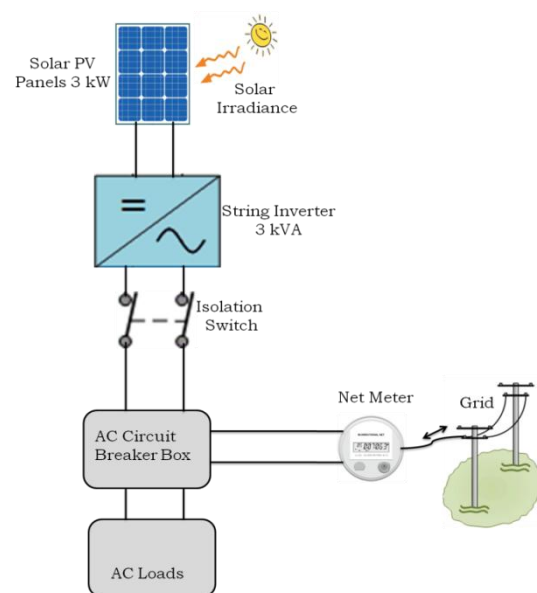 Solar PV
Panels 3 kW
Solar
Irradiance
String Inverter
3 kVA
Isolation
Switch
Net Meter
Grid
AC Circuit
Breaker Box
AC Loads